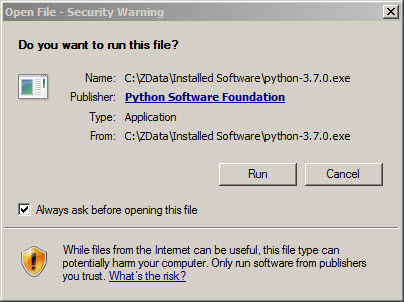 Open File - Security Warning
Do you want to run this file?
Name: C:\ZData\Installed Software\python-3.7.0.exe
Publisher: Python Software Foundation
Type: Application
From: C:\ZData\Installed Software\python-3.7.0.exe
Run Cancel
Always ask before opening this file
While files from the Internet can be useful, this file type can
potentially harm your computer. Only run software from publishers
you trust. What's the risk?